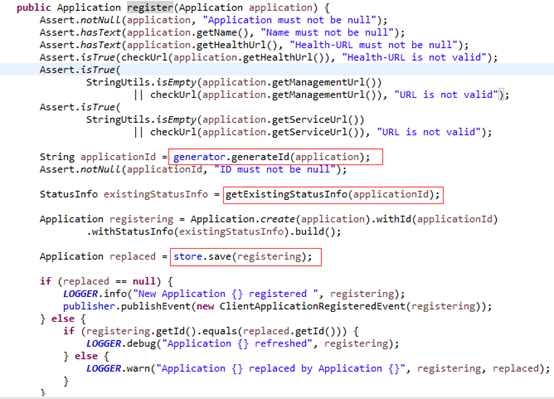 public Application register(Application application) {
Assert.notNull(application, "Application must not be null");
Assert.hasText(application.getName(), "Name must not be null");
Assert.hasText(application.getHealthUrl(), "Health-URL must not be null");
Assert.isTrue(checkUrl(application.getHealthUrl()), "Health-URL is not valid");
Assert.isTrue(
StringUtils.isEmpty(application.getManagementUrl())
|| checkUrl(application.getManagementUrl()), "URL is not valid");
Assert.isTrue(
StringUtils.isEmpty(application.getServiceUrl())
|| checkUrl(application.getServiceUrl()), "URL is not valid");
String applicationId = generator.generateId(application);
Assert.notNull(applicationId, "ID must not be null");
StatusInfo existingStatusInfo = getExistingStatusInfo(applicationId);
Application registering = Application.create(application).withId(applicationId)
.withStatusInfo(existingStatusInfo).build();
Application replaced = store.save(registering);
if (replaced == null) {
LOGGER.info("New Application {} registered ", registering);
publisher.publishEvent(new ClientApplicationRegisteredEvent(registering));
} else {
if (registering.getId().equals(replaced.getId())) {
LOGGER.debug("Application {} refreshed", registering);
} else {
LOGGER.warn("Application {} replaced by Application {}", registering, replaced);
}
}